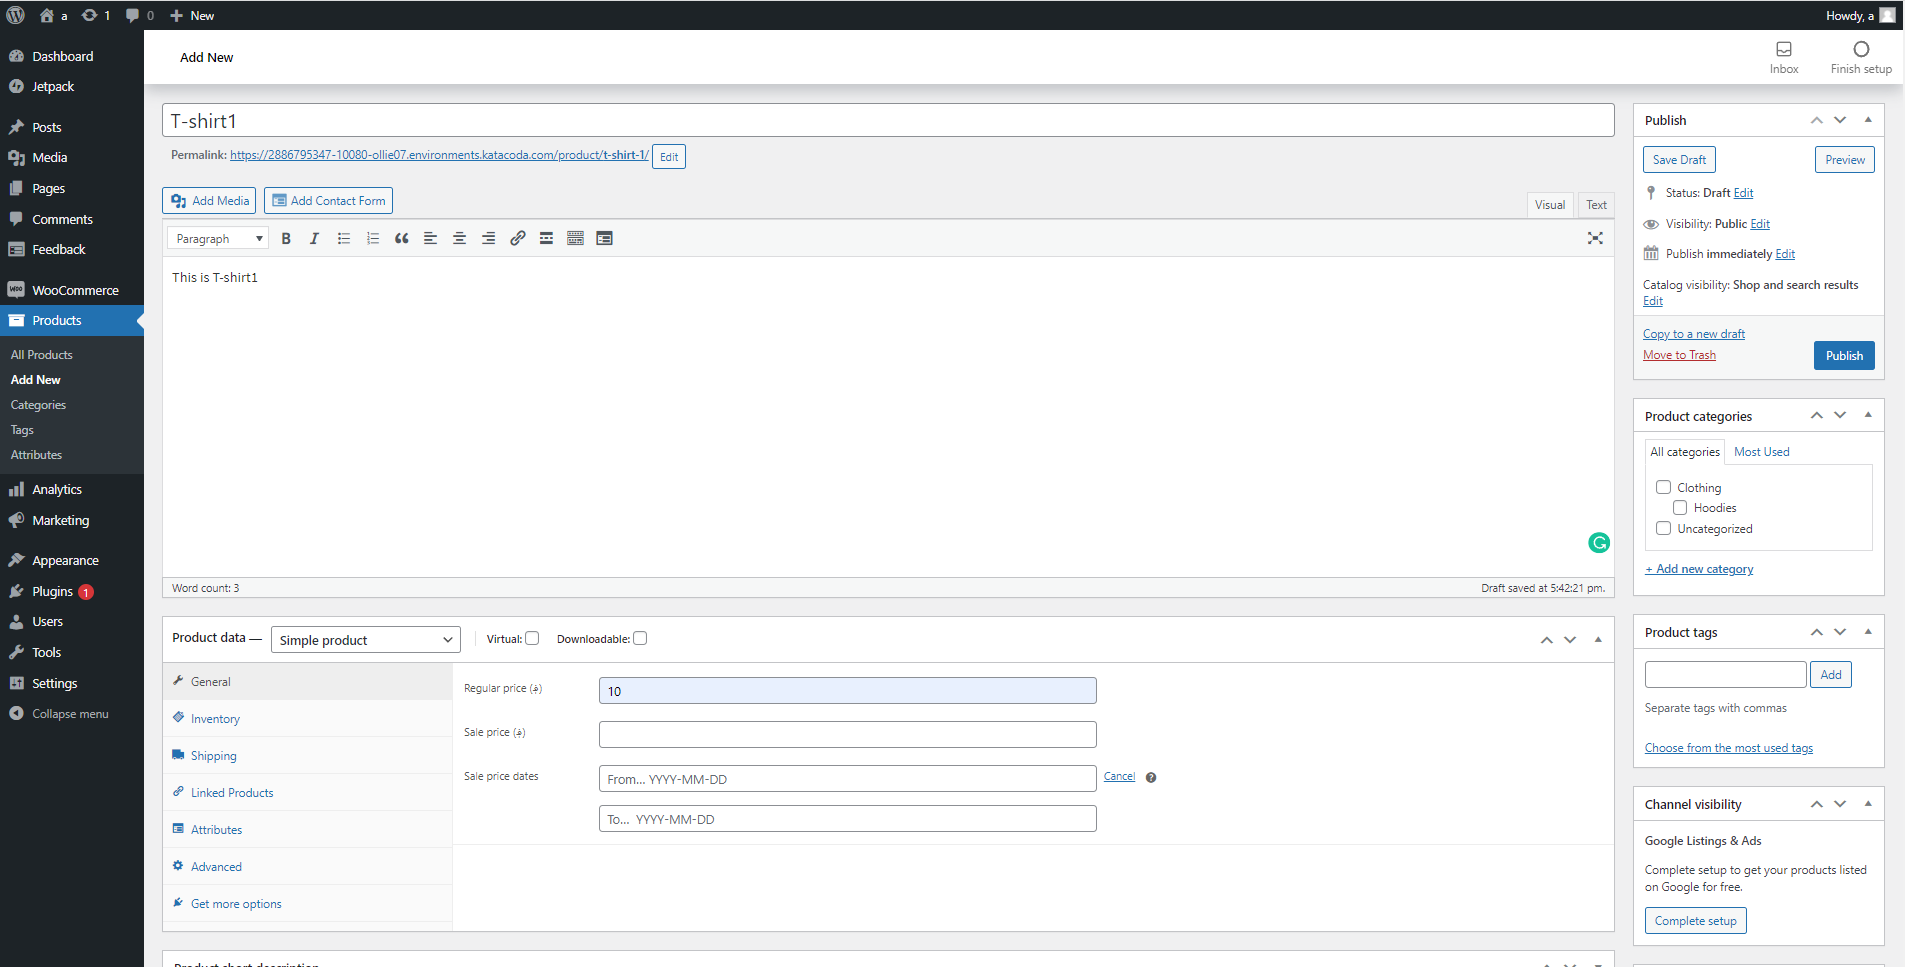 a 1 0 New Howdy, a
Dashboard
Jetpack
Posts
Media
Pages
Comments
Feedback
WooCommerce
Products
All Products
Add New
Categories
Tags
Attributes
Analytics
Marketing
Appearance
Plugins 1
Users
Tools
Settings
Collapse menu
Add New
Inbox
Finish setup
T-shirt1
Permalink: https://2886795347-10080-ollie07.environments.katacoda.com/product/t-shirt-1/ Edit
Add Media Add Contact Form Visual Text
Paragraph
This is T-shirt1
Word count: 3 Draft saved at 5:42:21 pm.
Product data — Simple product Virtual: Downloadable:
General
Inventory
Shipping
Linked Products
Attributes
Advanced
Get more options
Regular price (؋) 10
Sale price (؋)
Sale price dates From... YYYY-MM-DD Cancel ?
To... YYYY-MM-DD
Publish
Save Draft Preview
Status: Draft Edit
Visibility: Public Edit
Publish immediately Edit
Catalog visibility: Shop and search results
Edit
Copy to a new draft
Move to Trash Publish
Product categories
All categories Most Used
Clothing
Hoodies
Uncategorized
+ Add new category
Product tags
Add
Separate tags with commas
Choose from the most used tags
Channel visibility
Google Listings & Ads
Complete setup to get your products listed
on Google for free.
Complete setup
Product short description